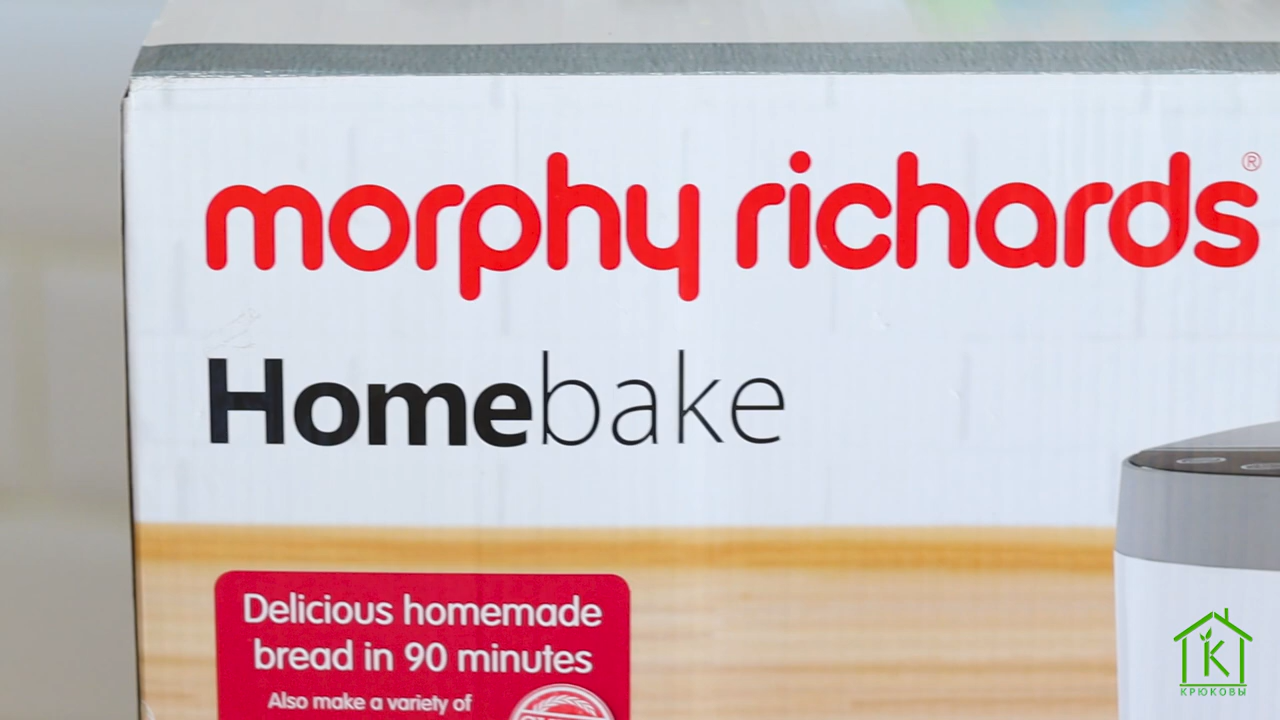 morphy richards®
Homebake
Delicious homemade
bread in 90 minutes
Also make a variety of
K
КРЮКОВЫ